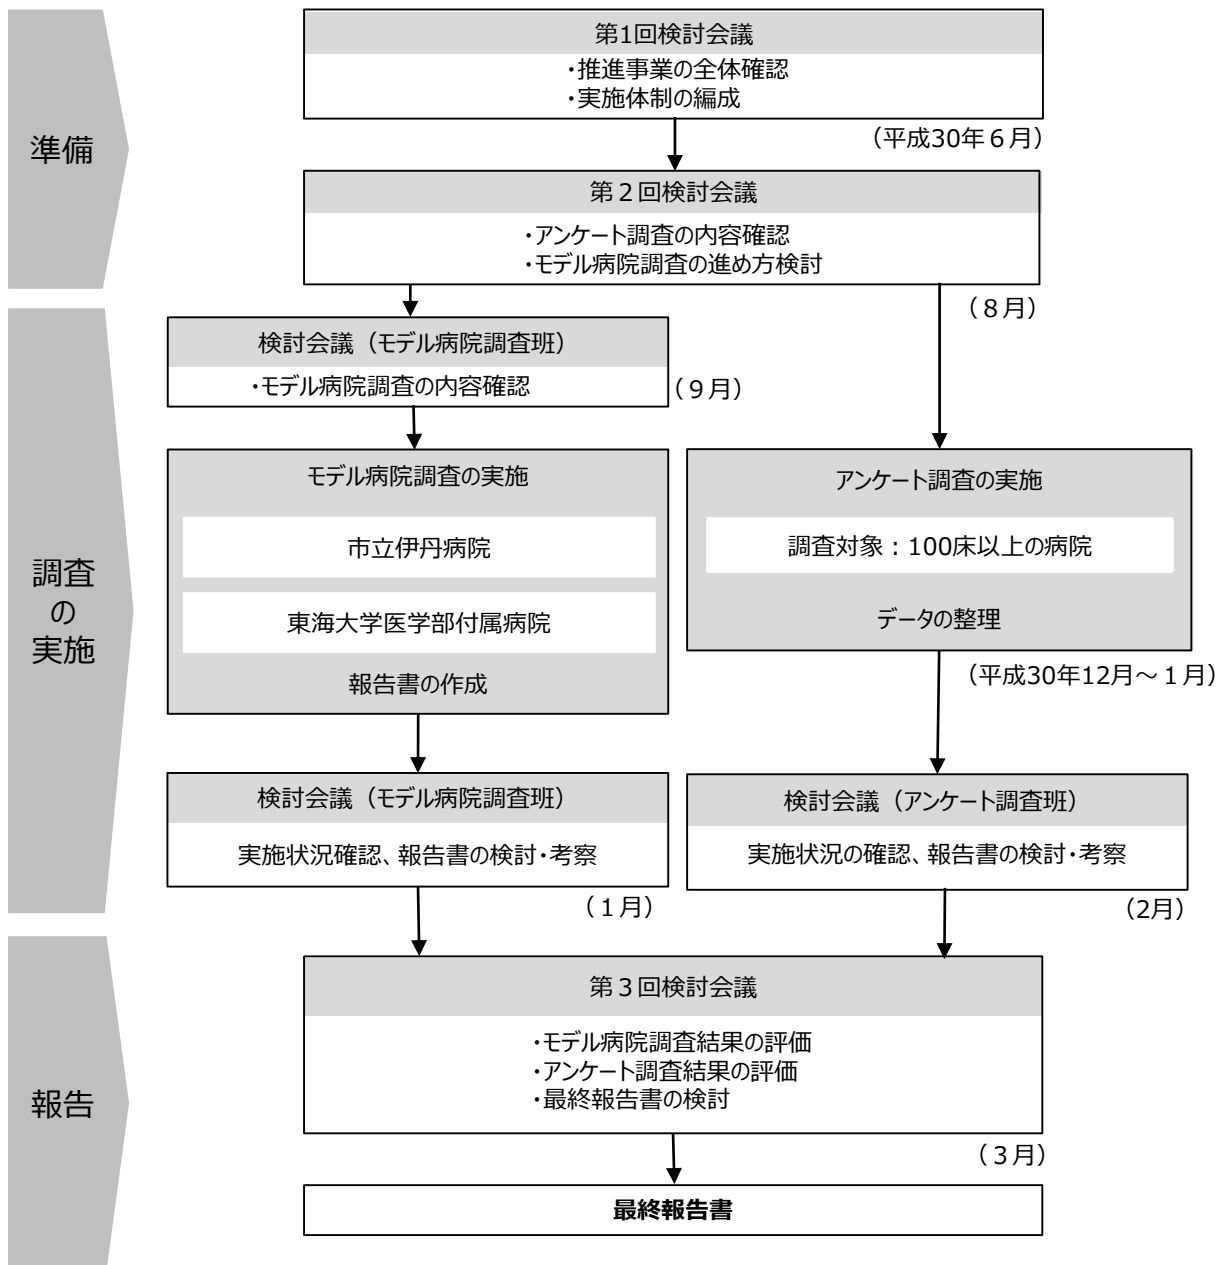 準備
第1回検討会議
・推進事業の全体確認
・実施体制の編成
（平成30年６月）
第２回検討会議
・アンケート調査の内容確認
・モデル病院調査の進め方検討
（８月）
調査
の
実施
検討会議（モデル病院調査班）
・モデル病院調査の内容確認
（９月）
モデル病院調査の実施
市立伊丹病院
東海大学医学部付属病院
報告書の作成
アンケート調査の実施
調査対象：100床以上の病院
データの整理
（平成30年12月～１月）
検討会議（モデル病院調査班）
実施状況確認、報告書の検討・考察
（１月）
検討会議（アンケート調査班）
実施状況の確認、報告書の検討・考察
（2月）
報告
第３回検討会議
・モデル病院調査結果の評価
・アンケート調査結果の評価
・最終報告書の検討
（３月）
最終報告書